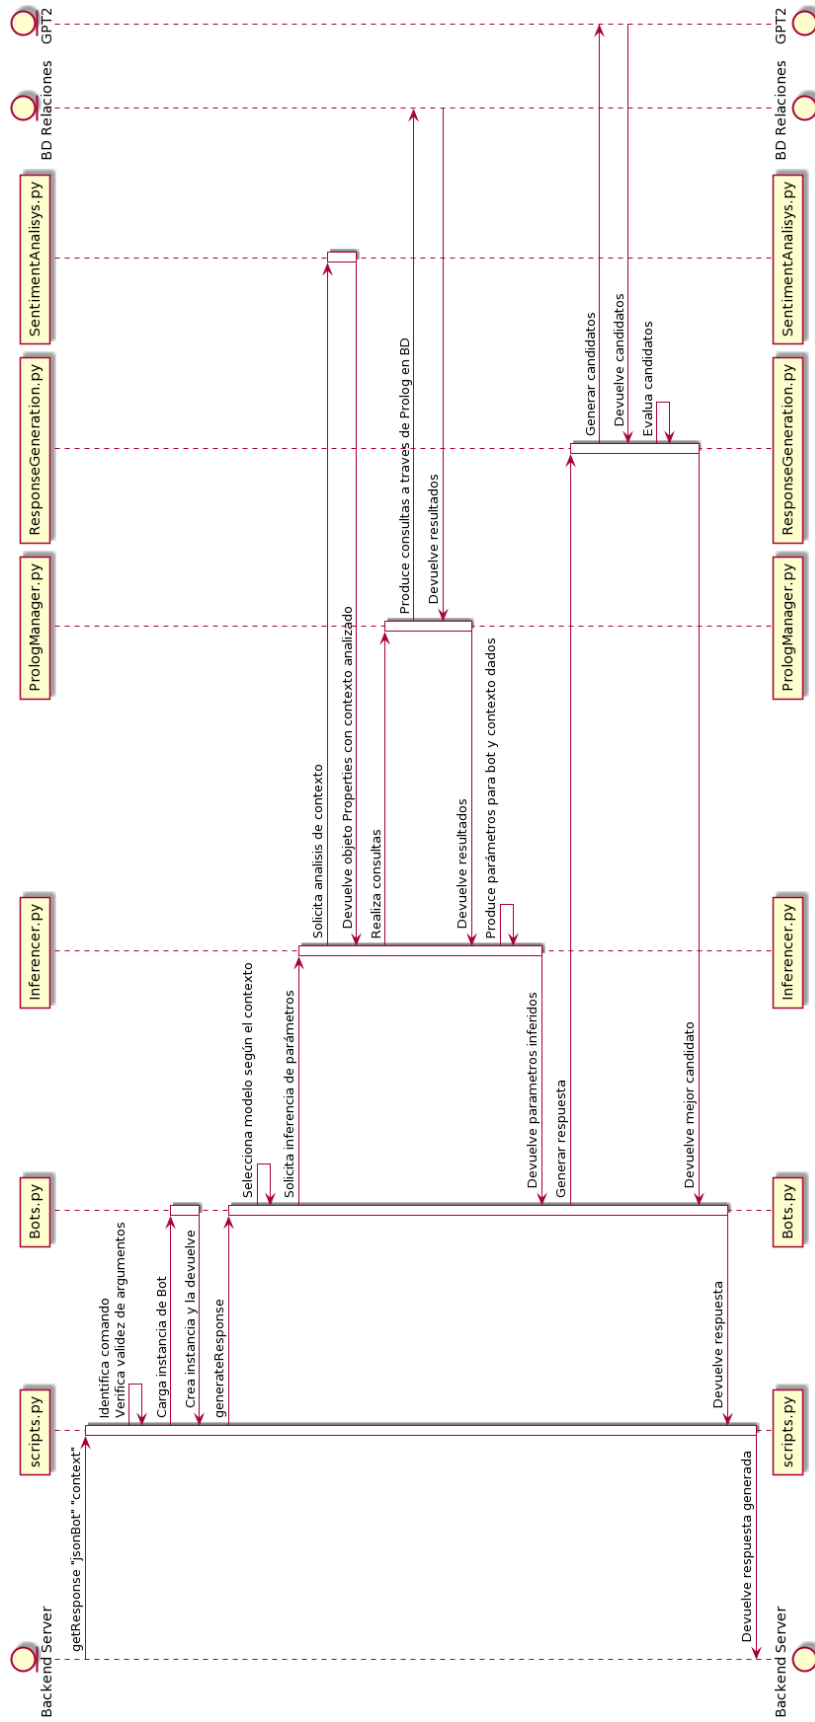 Backend Server
scripts.py
Bots.py
Inferencer.py
PrologManager.py
ResponseGeneration.py
SentimentAnalisys.py
BD Relaciones
GPT2
getResponse "jsonBot" "context"
Identifica comando
Verifica validez de argumentos
Carga instancia de Bot
Crea instancia y la devuelve
generateResponse
Selecciona modelo según el contexto
Solicita inferencia de parámetros
Solicita analisis de contexto
Devuelve objeto Properties con contexto analizado
Realiza consultas
Produce consultas a traves de Prolog en BD
Devuelve resultados
Devuelve resultados
Produce parámetros para bot y contexto dados
Devuelve parametros inferidos
Generar respuesta
Generar candidatos
Devuelve candidatos
Evalua candidatos
Devuelve mejor candidato
Devuelve respuesta
Devuelve respuesta generada
Backend Server
scripts.py
Bots.py
Inferencer.py
PrologManager.py
ResponseGeneration.py
SentimentAnalisys.py
BD Relaciones
GPT2